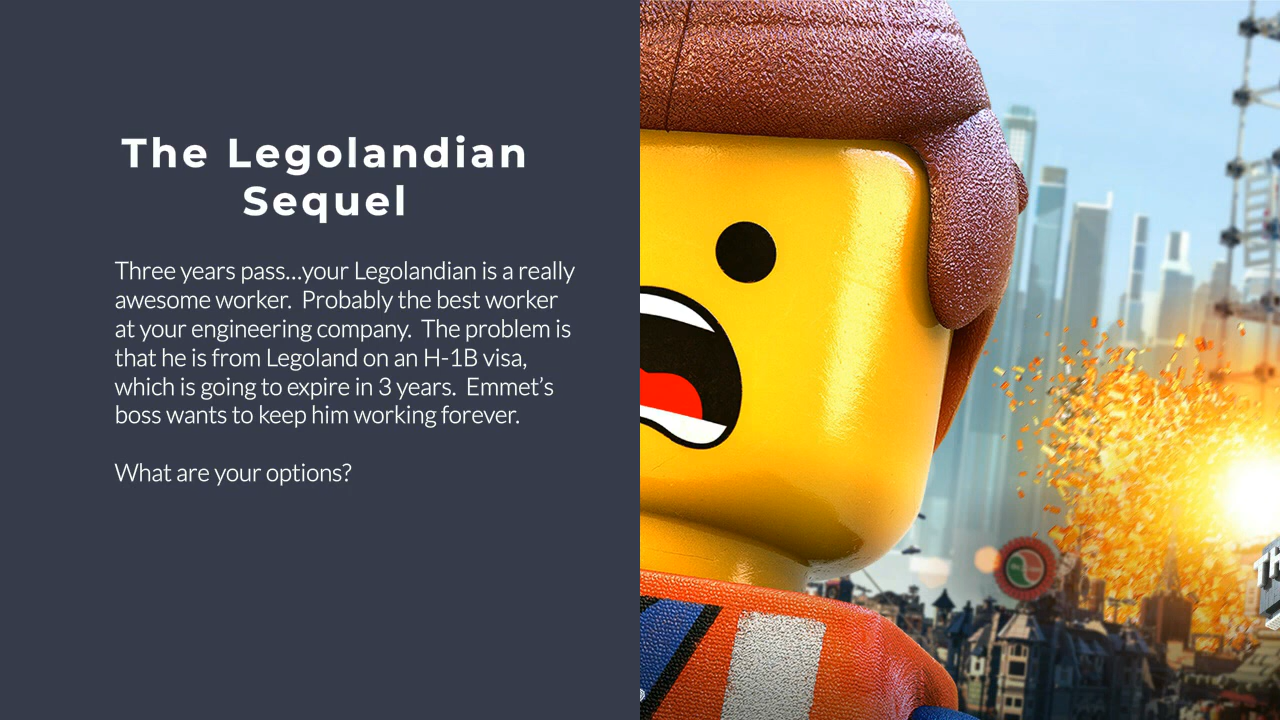 The Legolandian
Sequel
Three years pass...your Legolandian is a really
awesome worker.  Probably the best worker
at your engineering company.  The problem is
that he is from Legoland on an H-1B visa,
which is going to expire in 3 years.  Emmet's
boss wants to keep him working forever.
What are your options?
TH